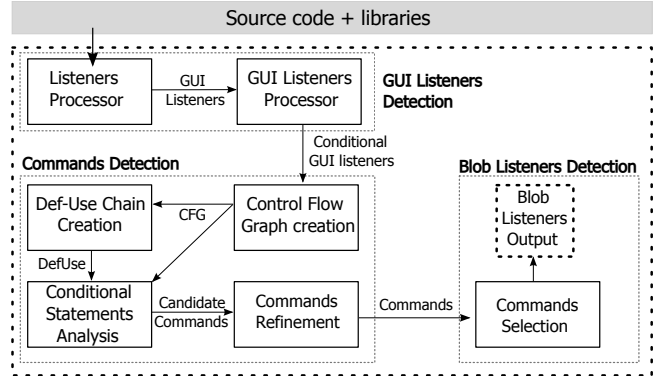 Source code + libraries
Listeners
Processor
GUI
Listeners
GUI Listeners
Processor
GUI Listeners
Detection
Conditional
GUI listeners
Commands Detection
Blob Listeners Detection
Def-Use Chain
Creation
CFG
Control Flow
Graph creation
Blob
Listeners
Output
DefUse
Conditional
Statements
Analysis
Candidate
Commands
Commands
Refinement
Commands
Commands
Selection